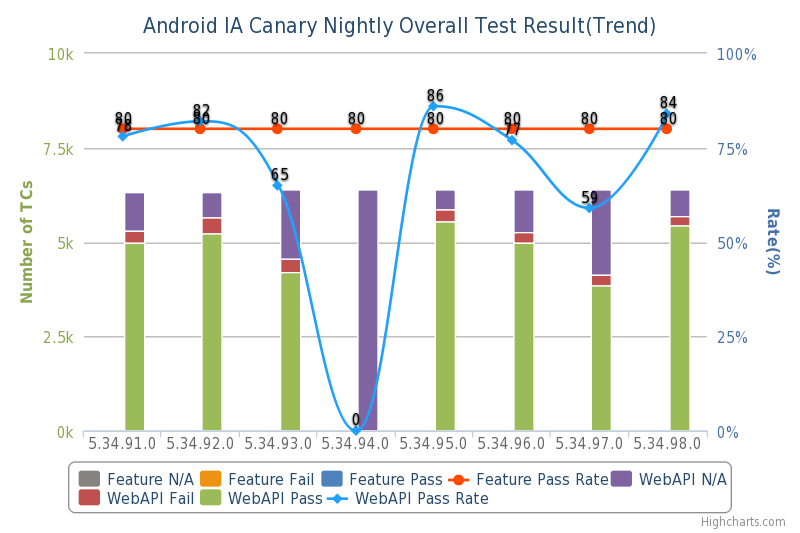 Android IA Canary Nightly Overall Test Result(Trend)
10k
100%
86
84
82
80
80
80
80
80
80
80
80
78
77
7.5k
75%
65
59
Number of TCs
Rate(%)
5k
50%
2.5k
25%
0
0k
0%
5.34.91.0 5.34.92.0 5.34.93.0 5.34.94.0 5.34.95.0 5.34.96.0 5.34.97.0 5.34.98.0
Feature N/A Feature Fail Feature Pass Feature Pass Rate WebAPI N/A
WebAPI Fail WebAPI Pass WebAPI Pass Rate
Highcharts.com